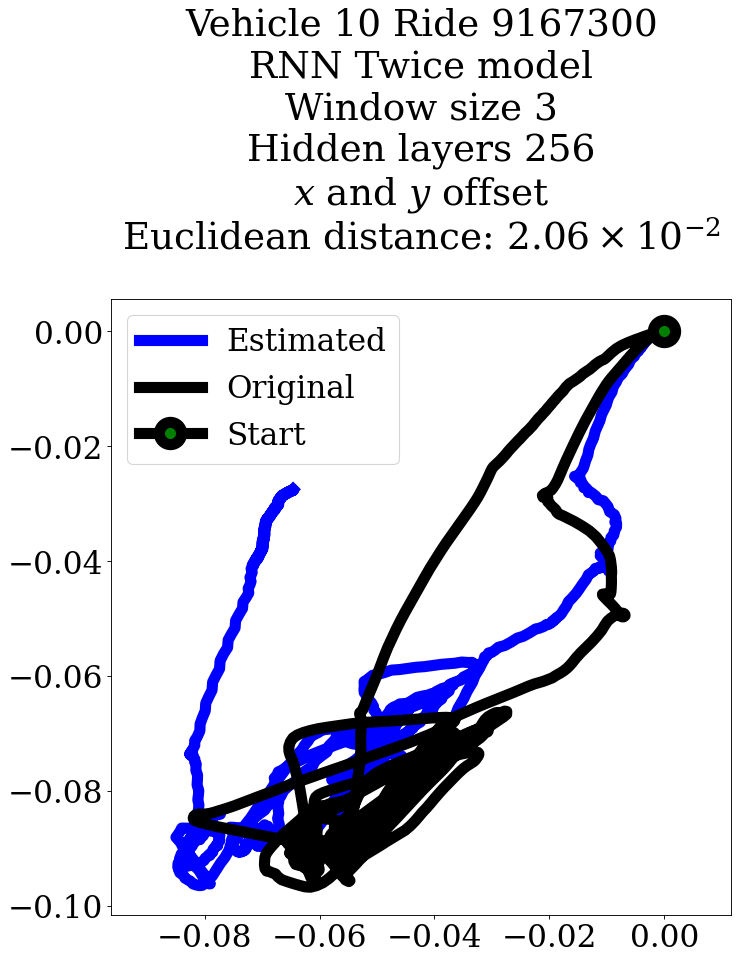 Vehicle 10 Ride 9167300
RNN Twice model
Window size 3
Hidden layers 256
x and y offset
Euclidean distance: 2.06 × 10⁻²
Estimated
Original
Start
0.00
−0.02
−0.04
−0.06
−0.08
−0.10
−0.08 −0.06 −0.04 −0.02 0.00